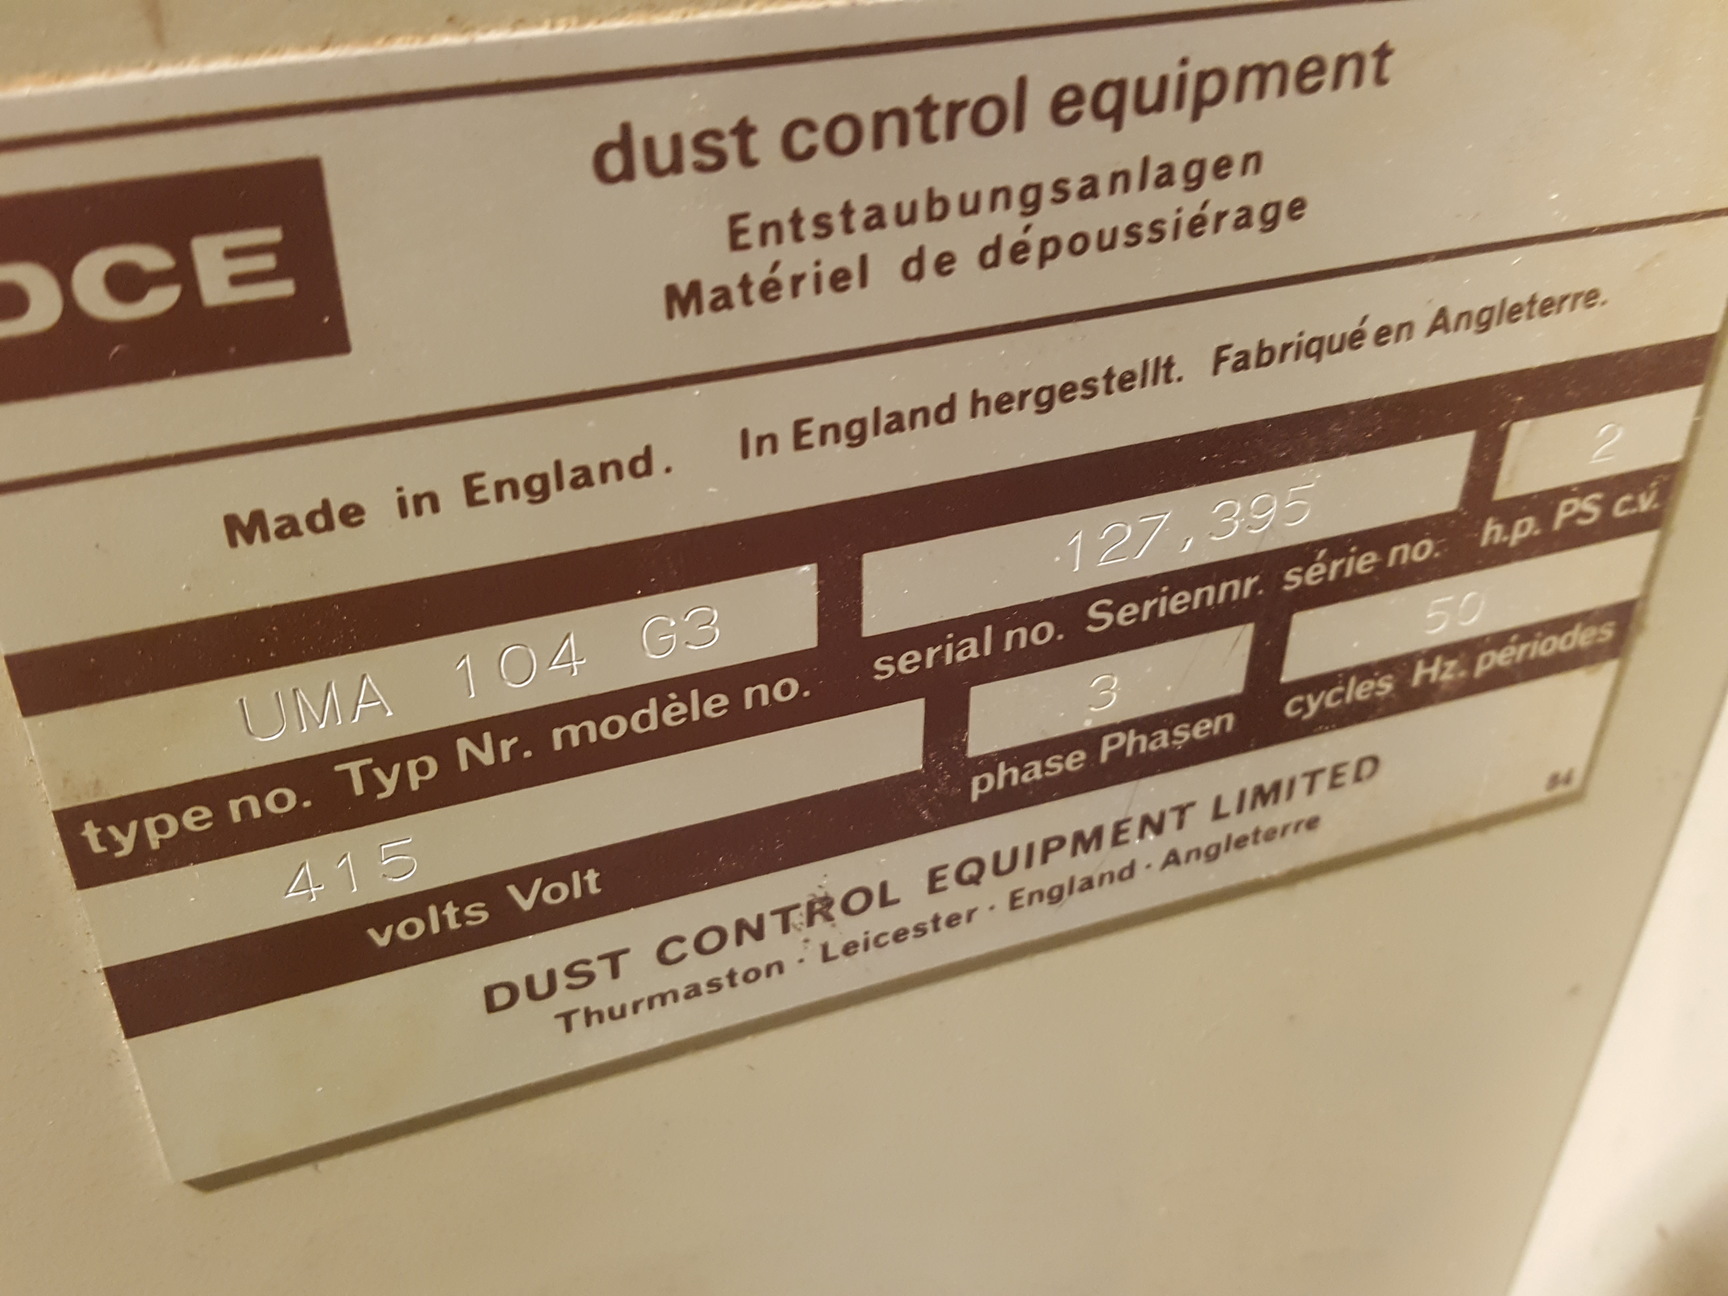 DCE
dust control equipment
Entstaubungsanlagen
Matériel de dépoussiérage
Made in England. In England hergestellt. Fabriqué en Angleterre.
UMA 104 G3 127,395 2
type no. Typ Nr. modèle no. serial no. Seriennr. série no. h.p. PS c.v.
415 3 50
volts Volt phase Phasen cycles Hz. périodes
DUST CONTROL EQUIPMENT LIMITED
Thurmaston · Leicester · England · Angleterre
84